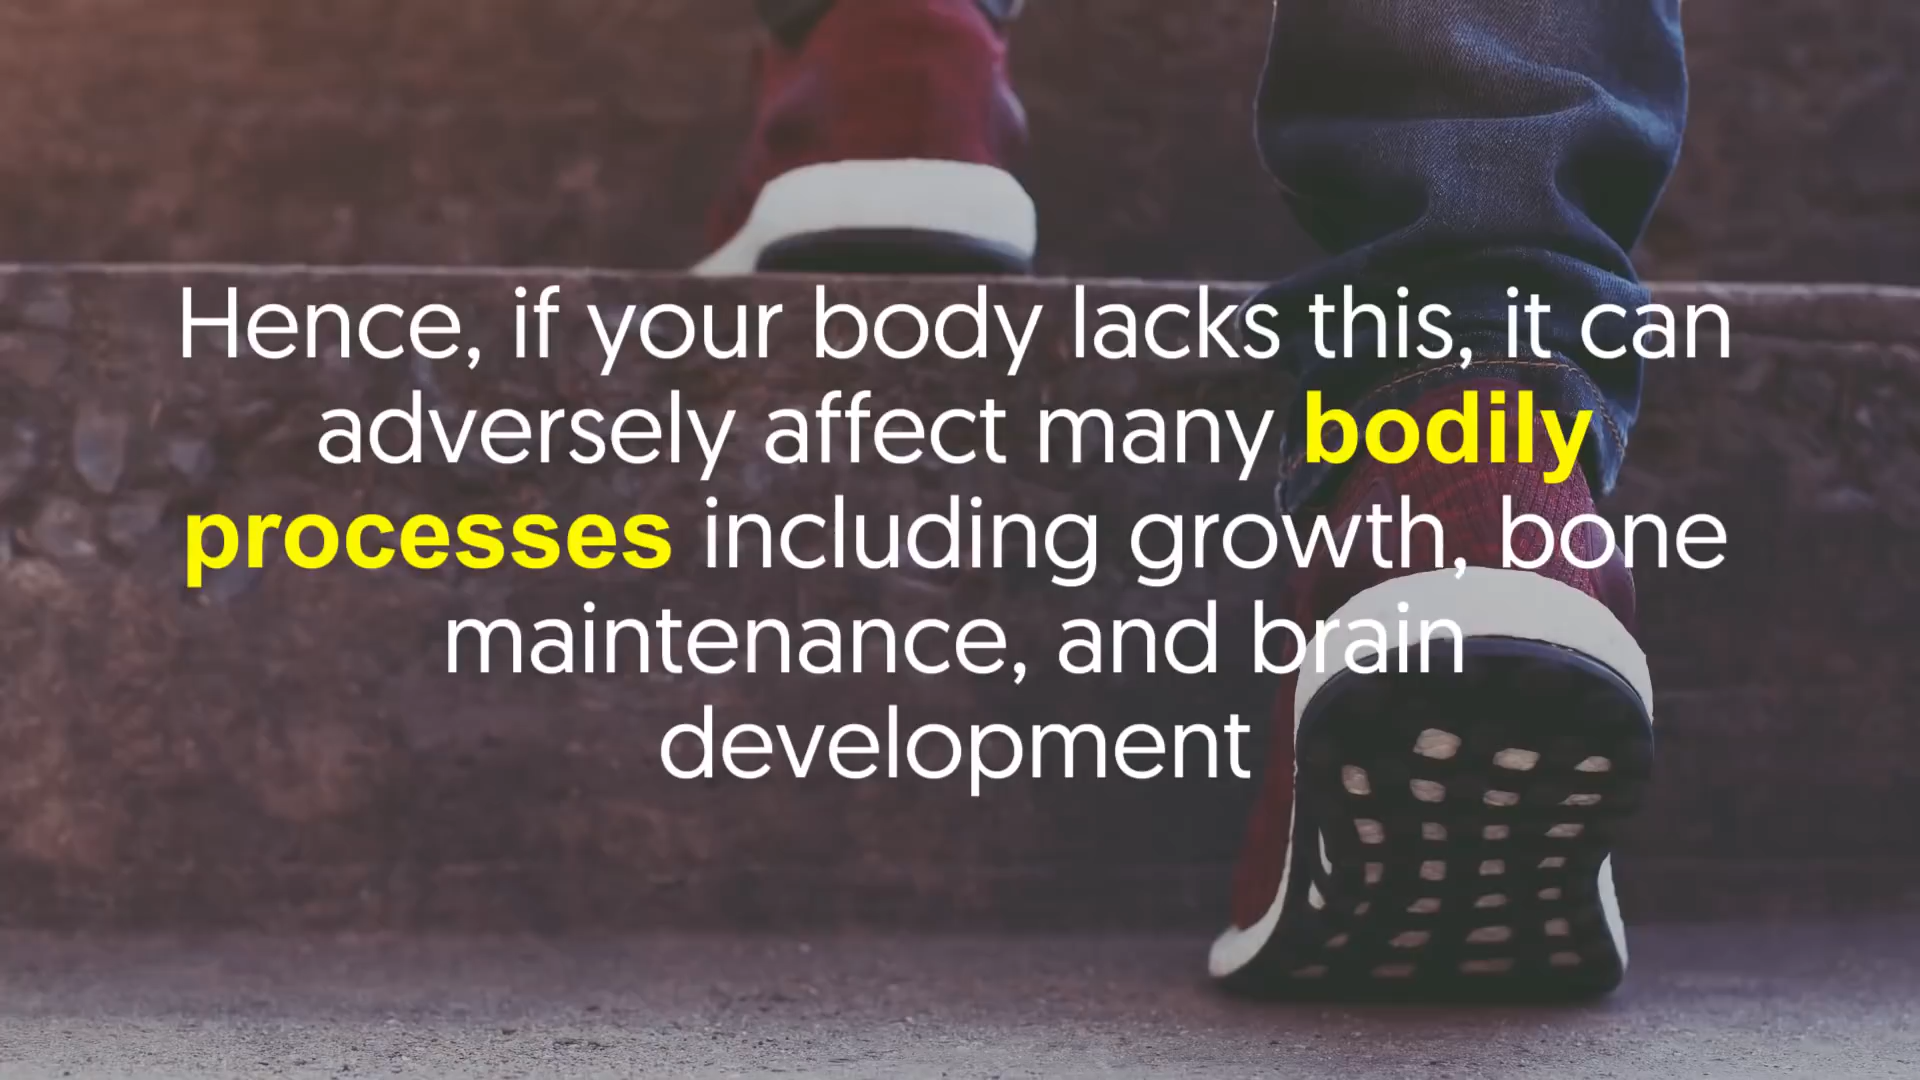 Hence, if your body lacks this, it can
adversely affect many bodily
processes including growth, bone
maintenance, and brain
development